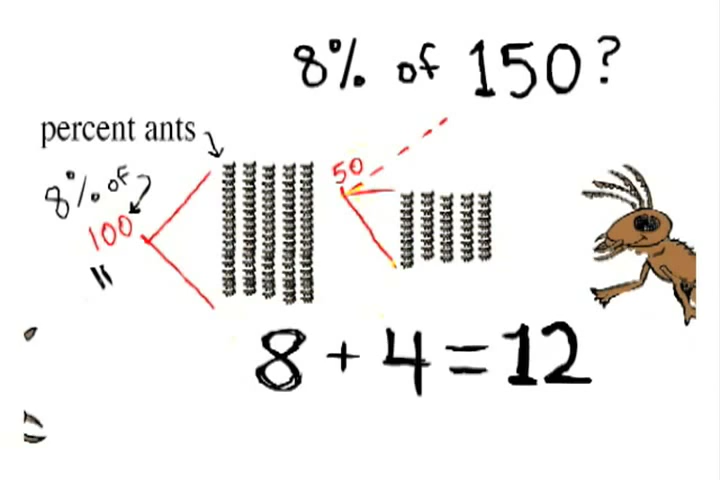 8% of 150?
percent ants
8% of ?
100
50
8 + 4 = 12